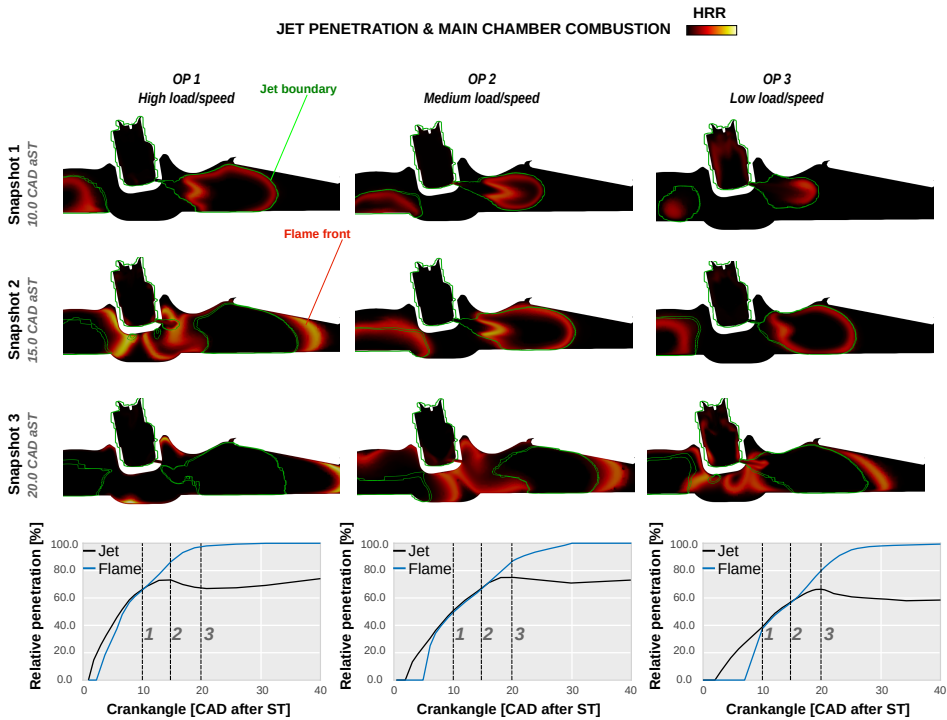 HRR
JET PENETRATION & MAIN CHAMBER COMBUSTION
OP 1
High load/speed
OP 2
Medium load/speed
OP 3
Low load/speed
Jet boundary
Snapshot 1
10.0 CAD aST
Flame front
Snapshot 2
15.0 CAD aST
Snapshot 3
20.0 CAD aST
Relative penetration [%]
100.0
80.0
60.0
40.0
20.0
0.0
Jet
Flame
1 2 3
0 10 20 30 40
Crankangle [CAD after ST]
Relative penetration [%]
100.0
80.0
60.0
40.0
20.0
0.0
Jet
Flame
1 2 3
0 10 20 30 40
Crankangle [CAD after ST]
Relative penetration [%]
100.0
80.0
60.0
40.0
20.0
0.0
Jet
Flame
1 2 3
0 10 20 30 40
Crankangle [CAD after ST]